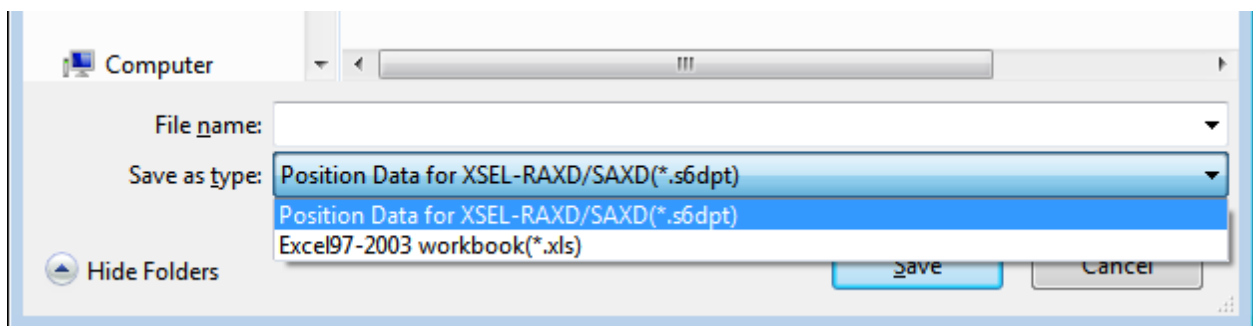 Computer
File name:
Save as type: Position Data for XSEL-RAXD/SAXD(*.s6dpt)
Position Data for XSEL-RAXD/SAXD(*.s6dpt)
Excel97-2003 workbook(*.xls)
Hide Folders
Save
Cancel